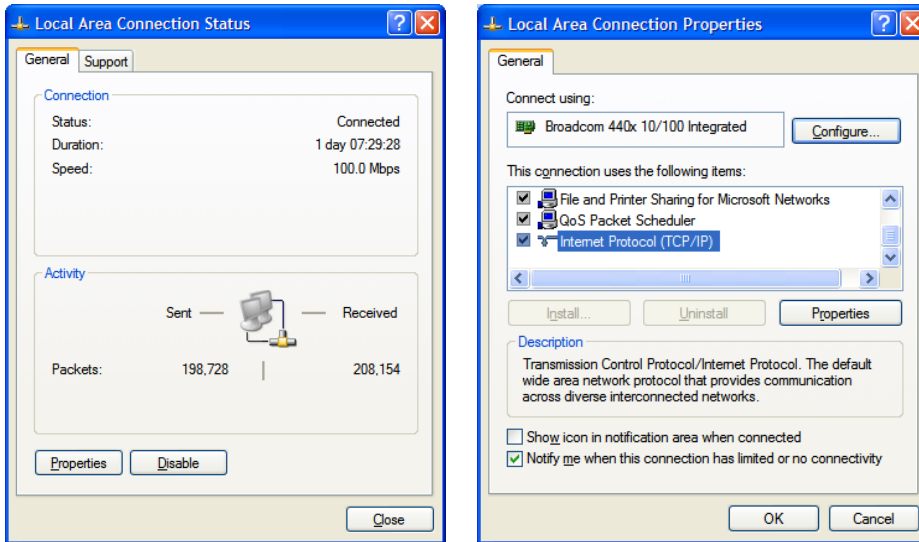 Local Area Connection Status
General Support
Connection
Status: Connected
Duration: 1 day 07:29:28
Speed: 100.0 Mbps
Activity
Sent Received
Packets: 198,728 208,154
Properties Disable
Close
Local Area Connection Properties
General
Connect using:
Broadcom 440x 10/100 Integrated Configure...
This connection uses the following items:
File and Printer Sharing for Microsoft Networks
QoS Packet Scheduler
Internet Protocol (TCP/IP)
Install... Uninstall Properties
Description
Transmission Control Protocol/Internet Protocol. The default
wide area network protocol that provides communication
across diverse interconnected networks.
Show icon in notification area when connected
Notify me when this connection has limited or no connectivity
OK Cancel